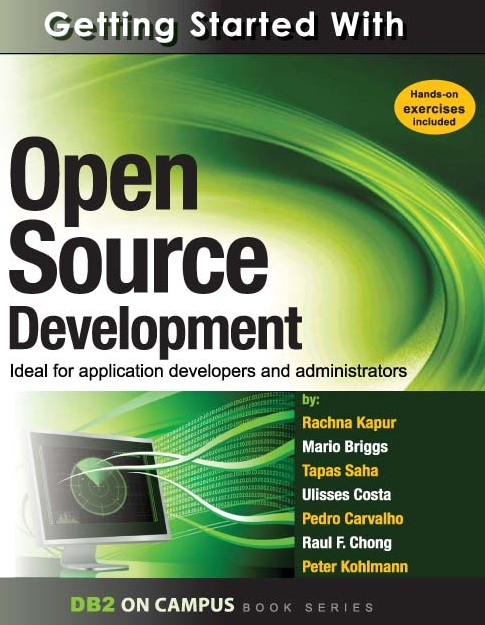 Getting Started With
Hands-on
exercises
included
Open
Source
Development
Ideal for application developers and administrators
by:
Rachna Kapur
Mario Briggs
Tapas Saha
Ulisses Costa
Pedro Carvalho
Raul F. Chong
Peter Kohlmann
DB2 ON CAMPUS BOOK SERIES